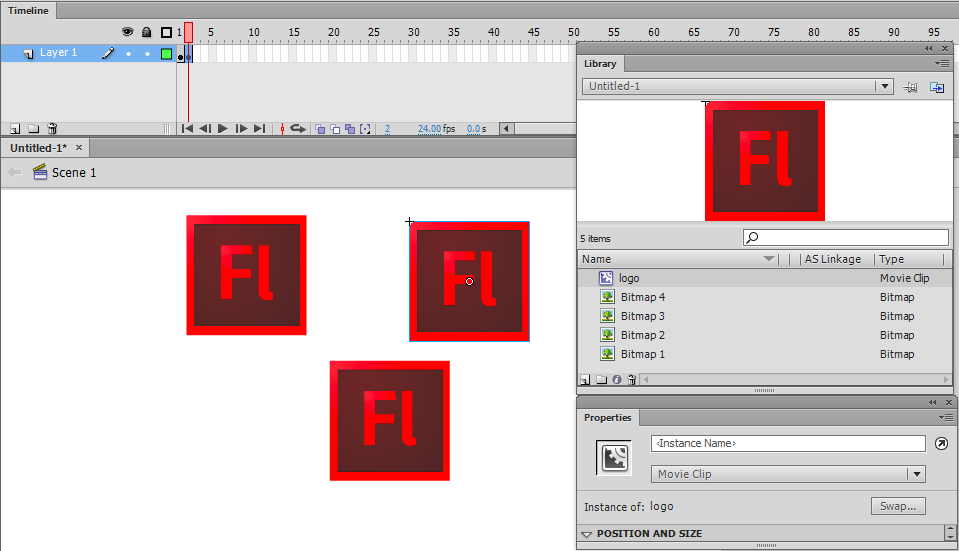 Timeline
1 5 10 15 20 25 30 35 40 45 50 55 60 65 70 75 80 85 90 95
Layer 1
2 24.00 fps 0.0 s
Untitled-1*
Scene 1
Fl
Fl
Fl
Library
Untitled-1
Fl
5 items
Name AS Linkage Type
logo Movie Clip
Bitmap 4 Bitmap
Bitmap 3 Bitmap
Bitmap 2 Bitmap
Bitmap 1 Bitmap
Properties
<Instance Name>
Movie Clip
Instance of: logo Swap...
POSITION AND SIZE